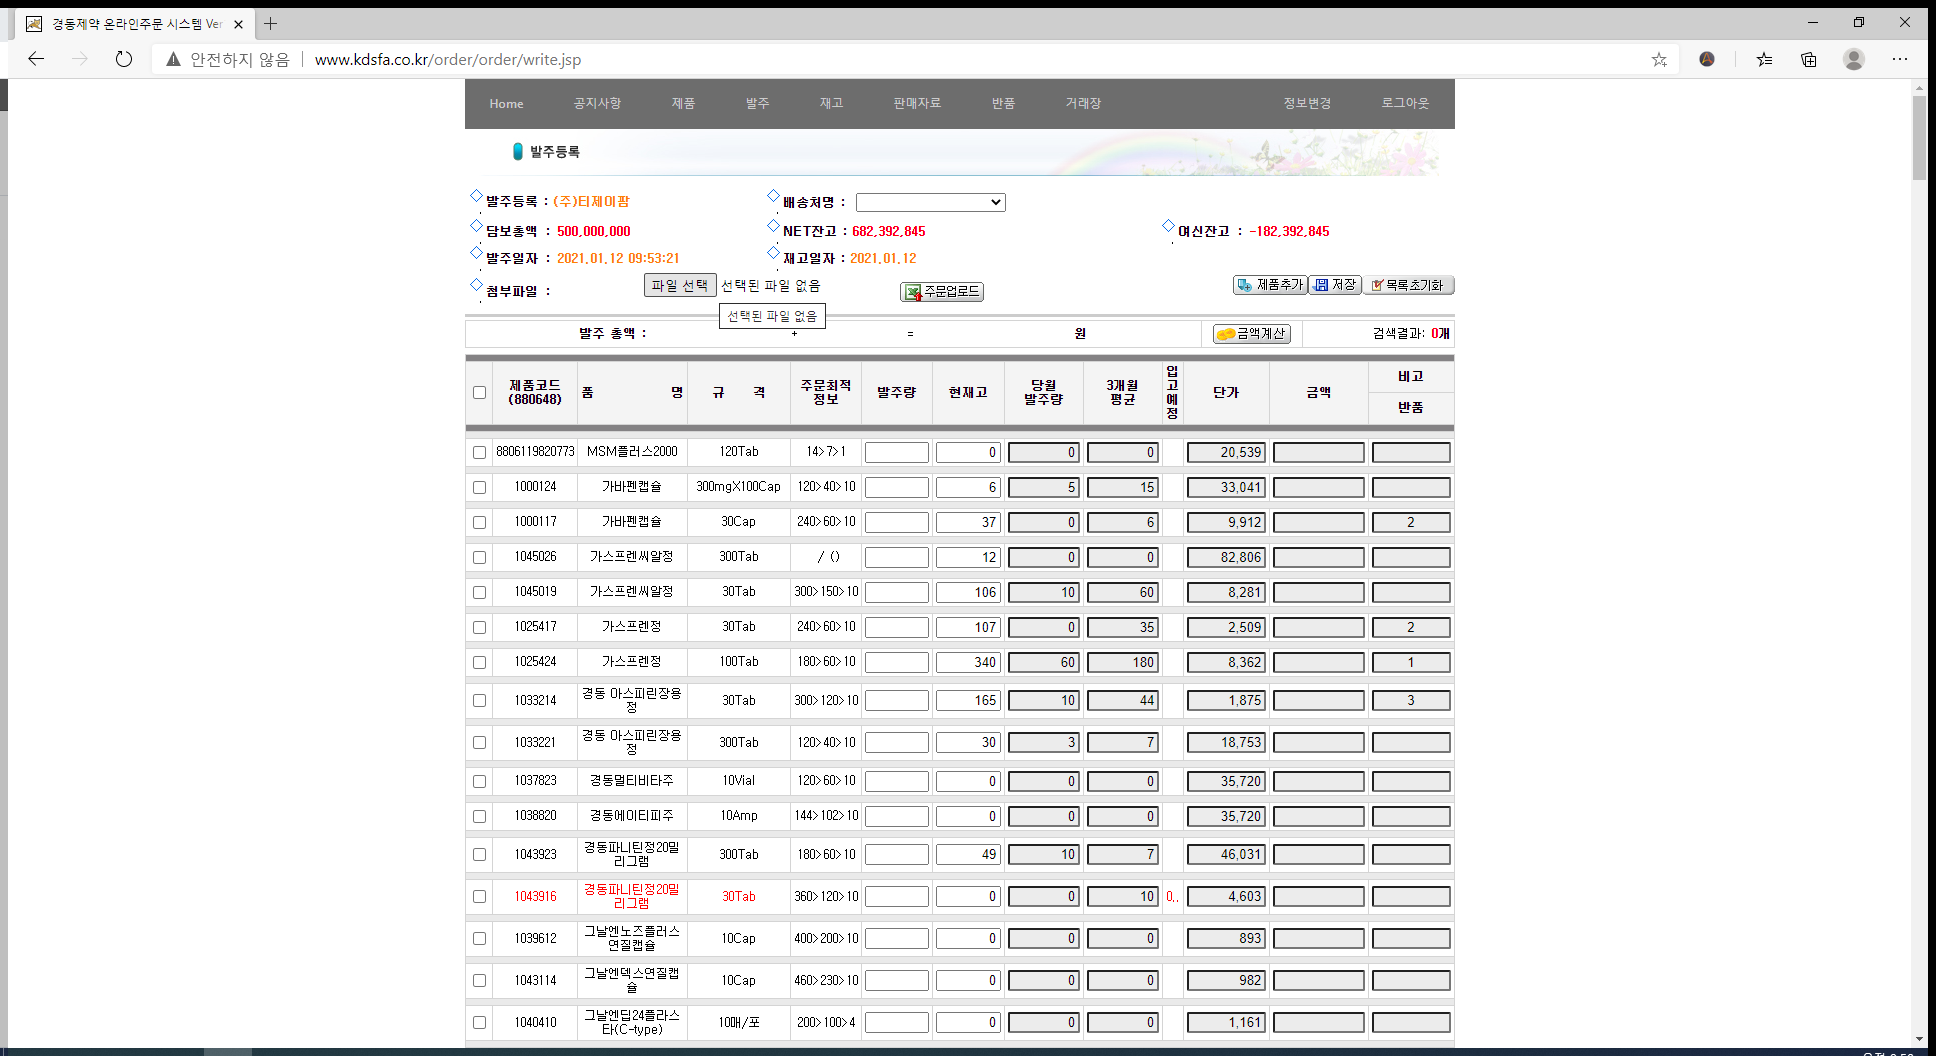 경동제약 온라인주문 시스템 Ver
안전하지 않음 www.kdsfa.co.kr/order/order/write.jsp
Home 공지사항 제품 발주 재고 판매자료 반품 거래장 정보변경 로그아웃
발주등록
발주등록 : (주)티제이팜 배송처명 :
담보총액 : 500,000,000 NET잔고 : 682,392,845 여신잔고 : -182,392,845
발주일자 : 2021.01.12 09:53:21 재고일자 : 2021.01.12
첨부파일 : 파일 선택 선택된 파일 없음 주문업로드 제품추가 저장 목록초기화
선택된 파일 없음
발주 총액 : + = 원 금액계산 검색결과: 0개
제품코드 (880648) 품 명 규 격 주문최적 정보 발주량 현재고 당월 발주량 3개월 평균 입고예정 단가 금액 비고 반품
8806119820773 MSM플러스2000 120Tab 14>7>1 0 0 0 20,539
1000124 가바펜캡슐 300mgX100Cap 120>40>10 6 5 15 33,041
1000117 가바펜캡슐 30Cap 240>60>10 37 0 6 9,912 2
1045026 가스프렌씨알정 300Tab / () 12 0 0 82,806
1045019 가스프렌씨알정 30Tab 300>150>10 106 10 60 8,281
1025417 가스프렌정 30Tab 240>60>10 107 0 35 2,509 2
1025424 가스프렌정 100Tab 180>60>10 340 60 180 8,362 1
1033214 경동 아스피린장용정 30Tab 300>120>10 165 10 44 1,875 3
1033221 경동 아스피린장용정 300Tab 120>40>10 30 3 7 18,753
1037823 경동멀티비타주 10Vial 120>60>10 0 0 0 35,720
1038820 경동에이티피주 10Amp 144>102>10 0 0 0 35,720
1043923 경동파니틴정20밀리그램 300Tab 180>60>10 49 10 7 46,031
1043916 경동파니틴정20밀리그램 30Tab 360>120>10 0 0 10 0.. 4,603
1039612 그날엔노즈플러스연질캡슐 10Cap 400>200>10 0 0 0 893
1043114 그날엔덱스연질캡슐 10Cap 460>230>10 0 0 0 982
1040410 그날엔딥24플라스타(C-type) 10매/포 200>100>4 0 0 0 1,161